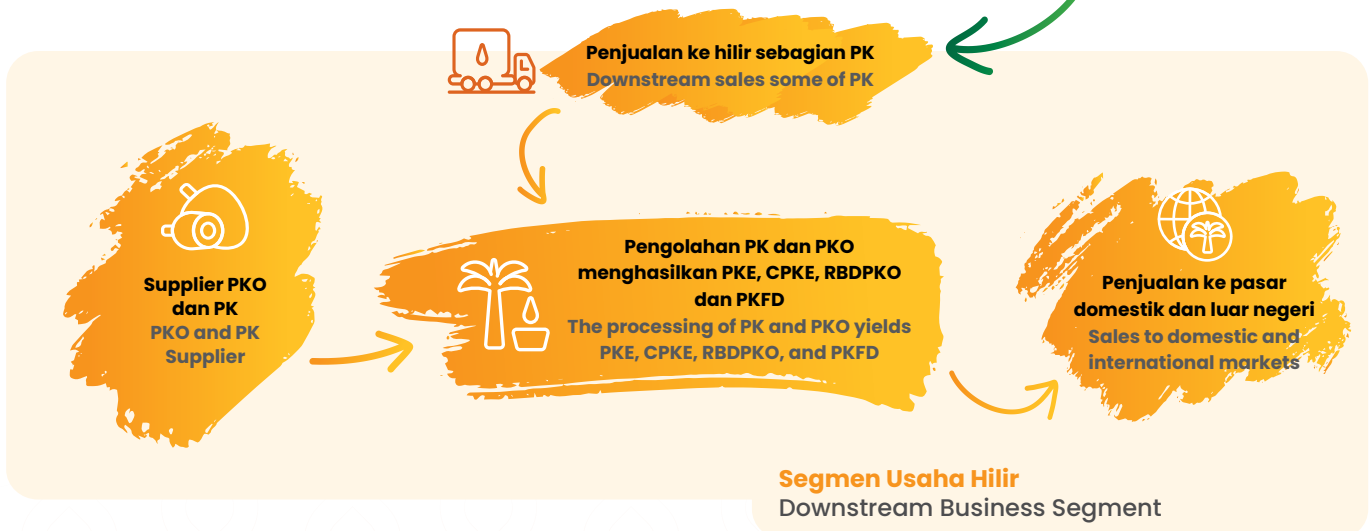 Penjualan ke hilir sebagian PK
Downstream sales some of PK
Supplier PKO
dan PK
PKO and PK
Supplier
Pengolahan PK dan PKO
menghasilkan PKE, CPKE, RBDPKO
dan PKFD
The processing of PK and PKO yields
PKE, CPKE, RBDPKO, and PKFD
Penjualan ke pasar
domestik dan luar negeri
Sales to domestic and
international markets
Segmen Usaha Hilir
Downstream Business Segment